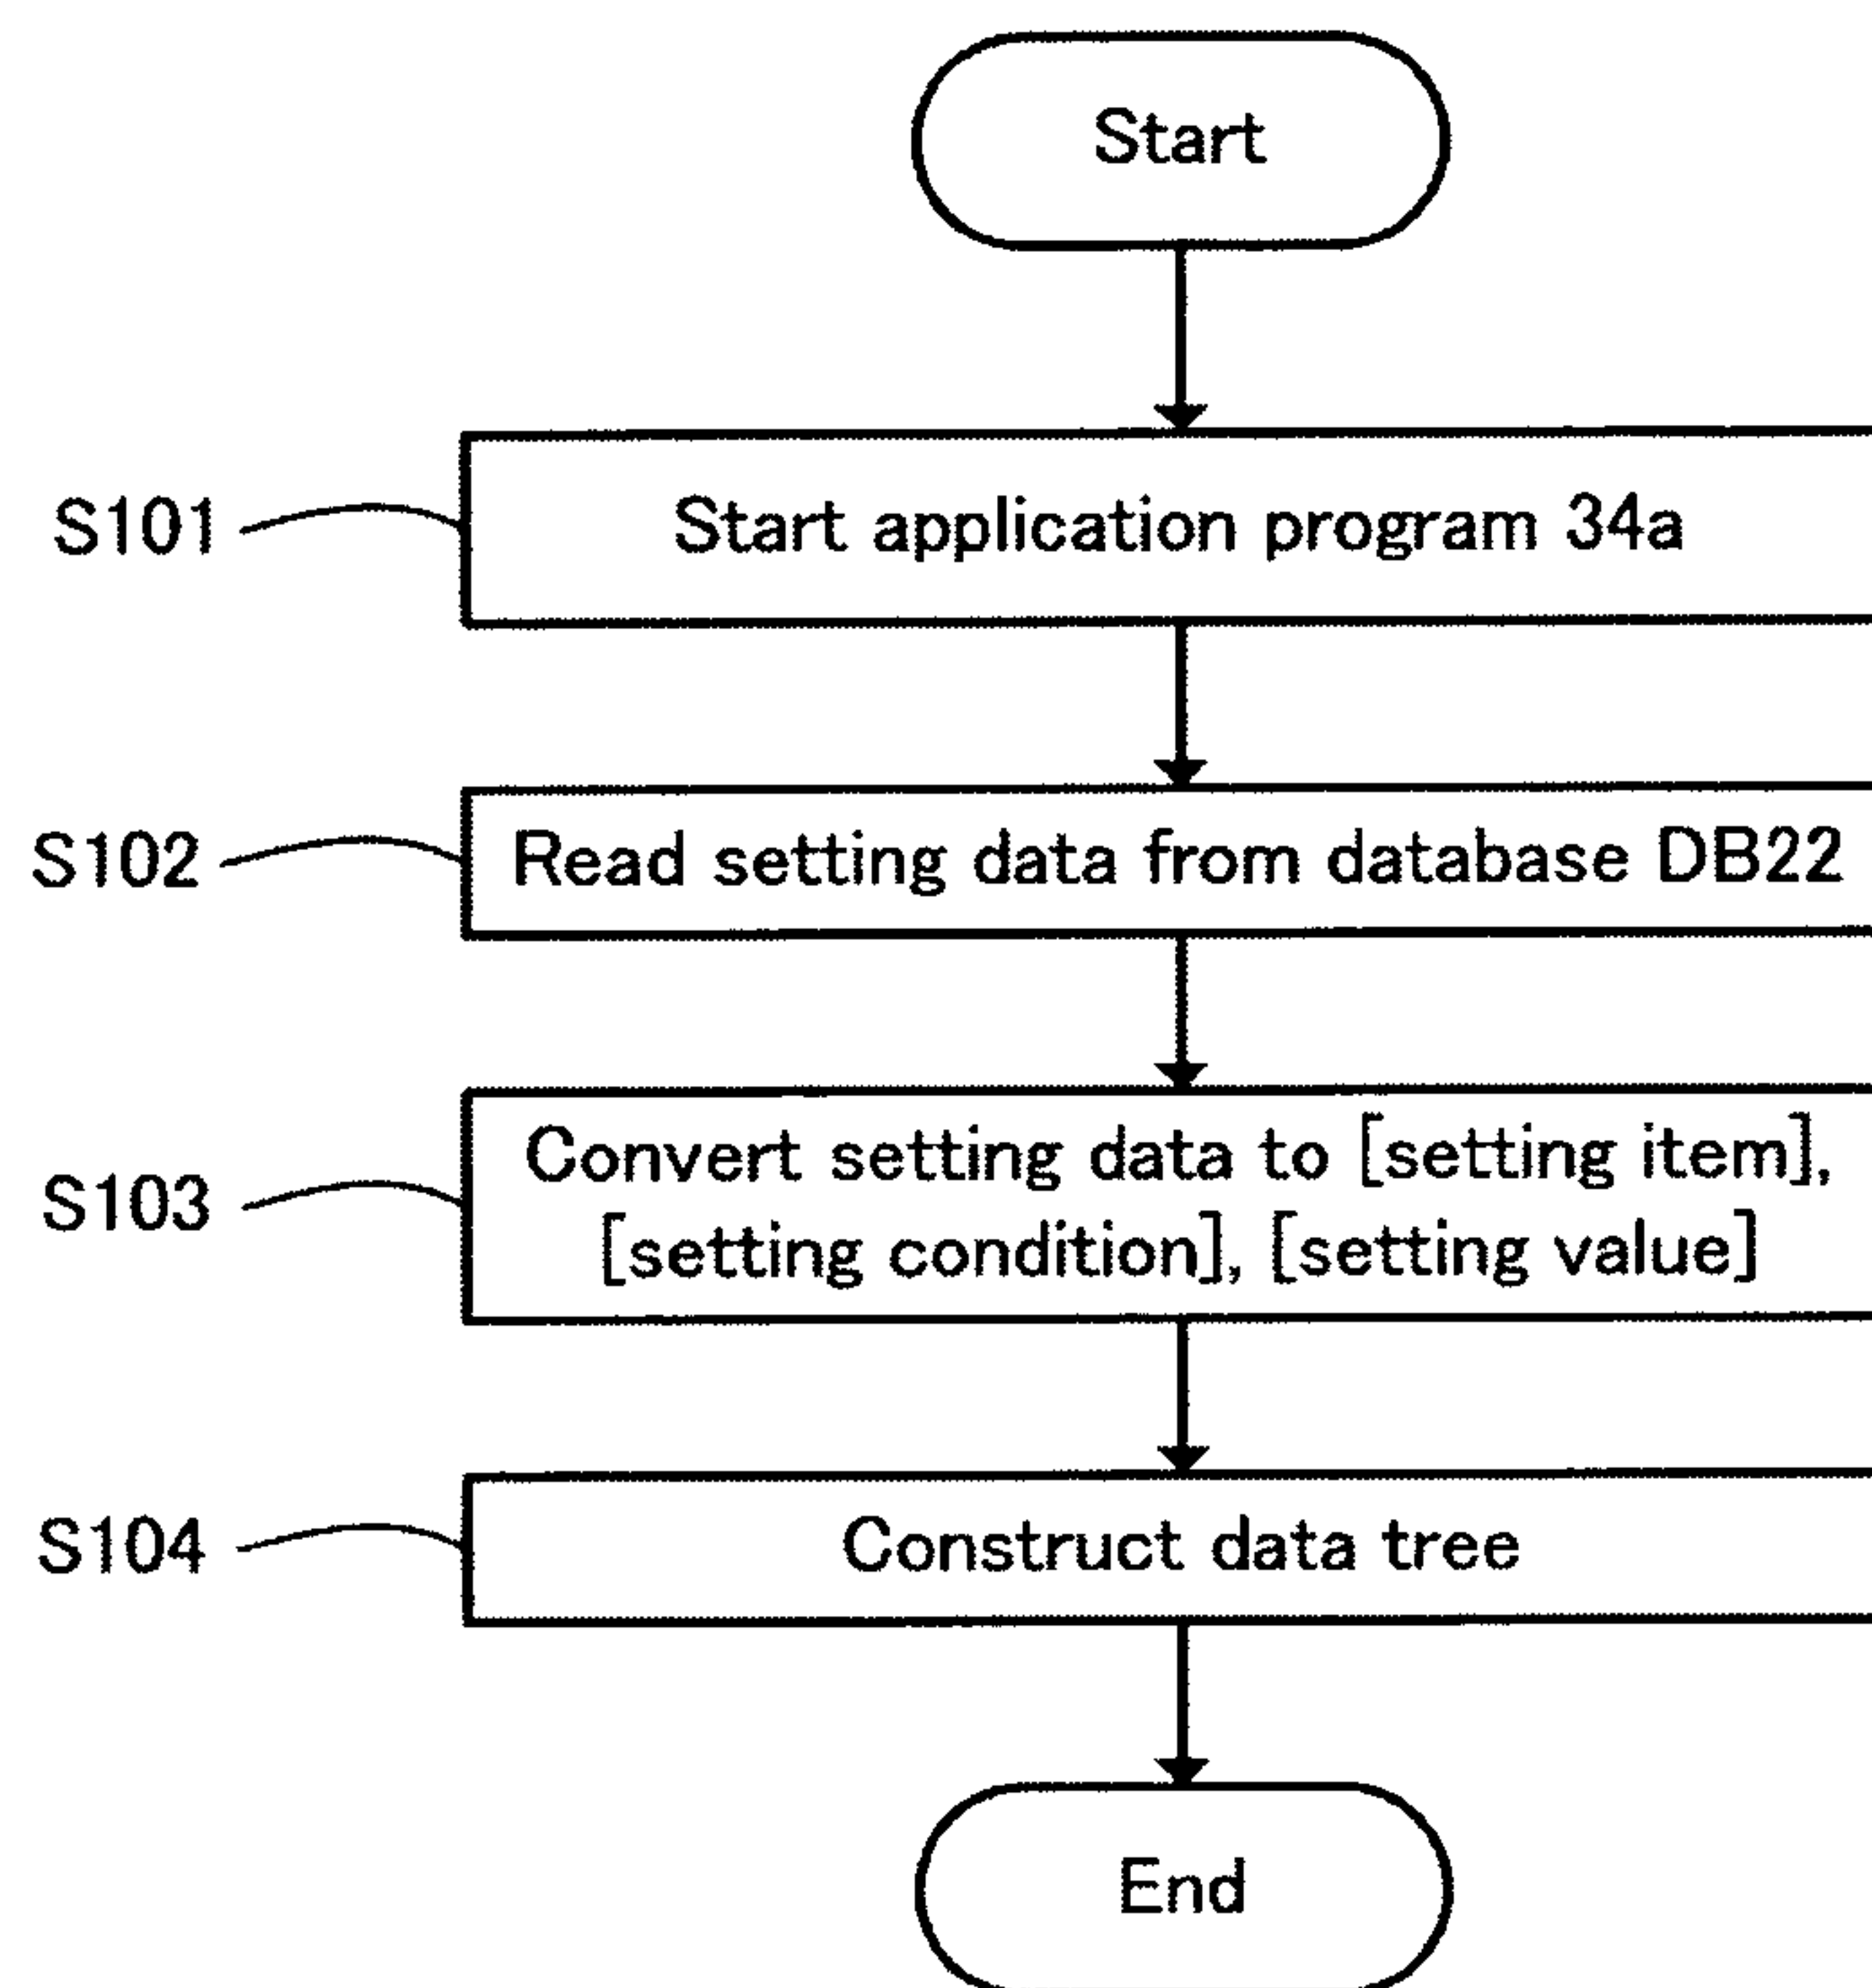 Start
S101
Start application program 34a
S102
Read setting data from database DB22
S103
Convert setting data to [setting item],
[setting condition], [setting value]
S104
Construct data tree
End